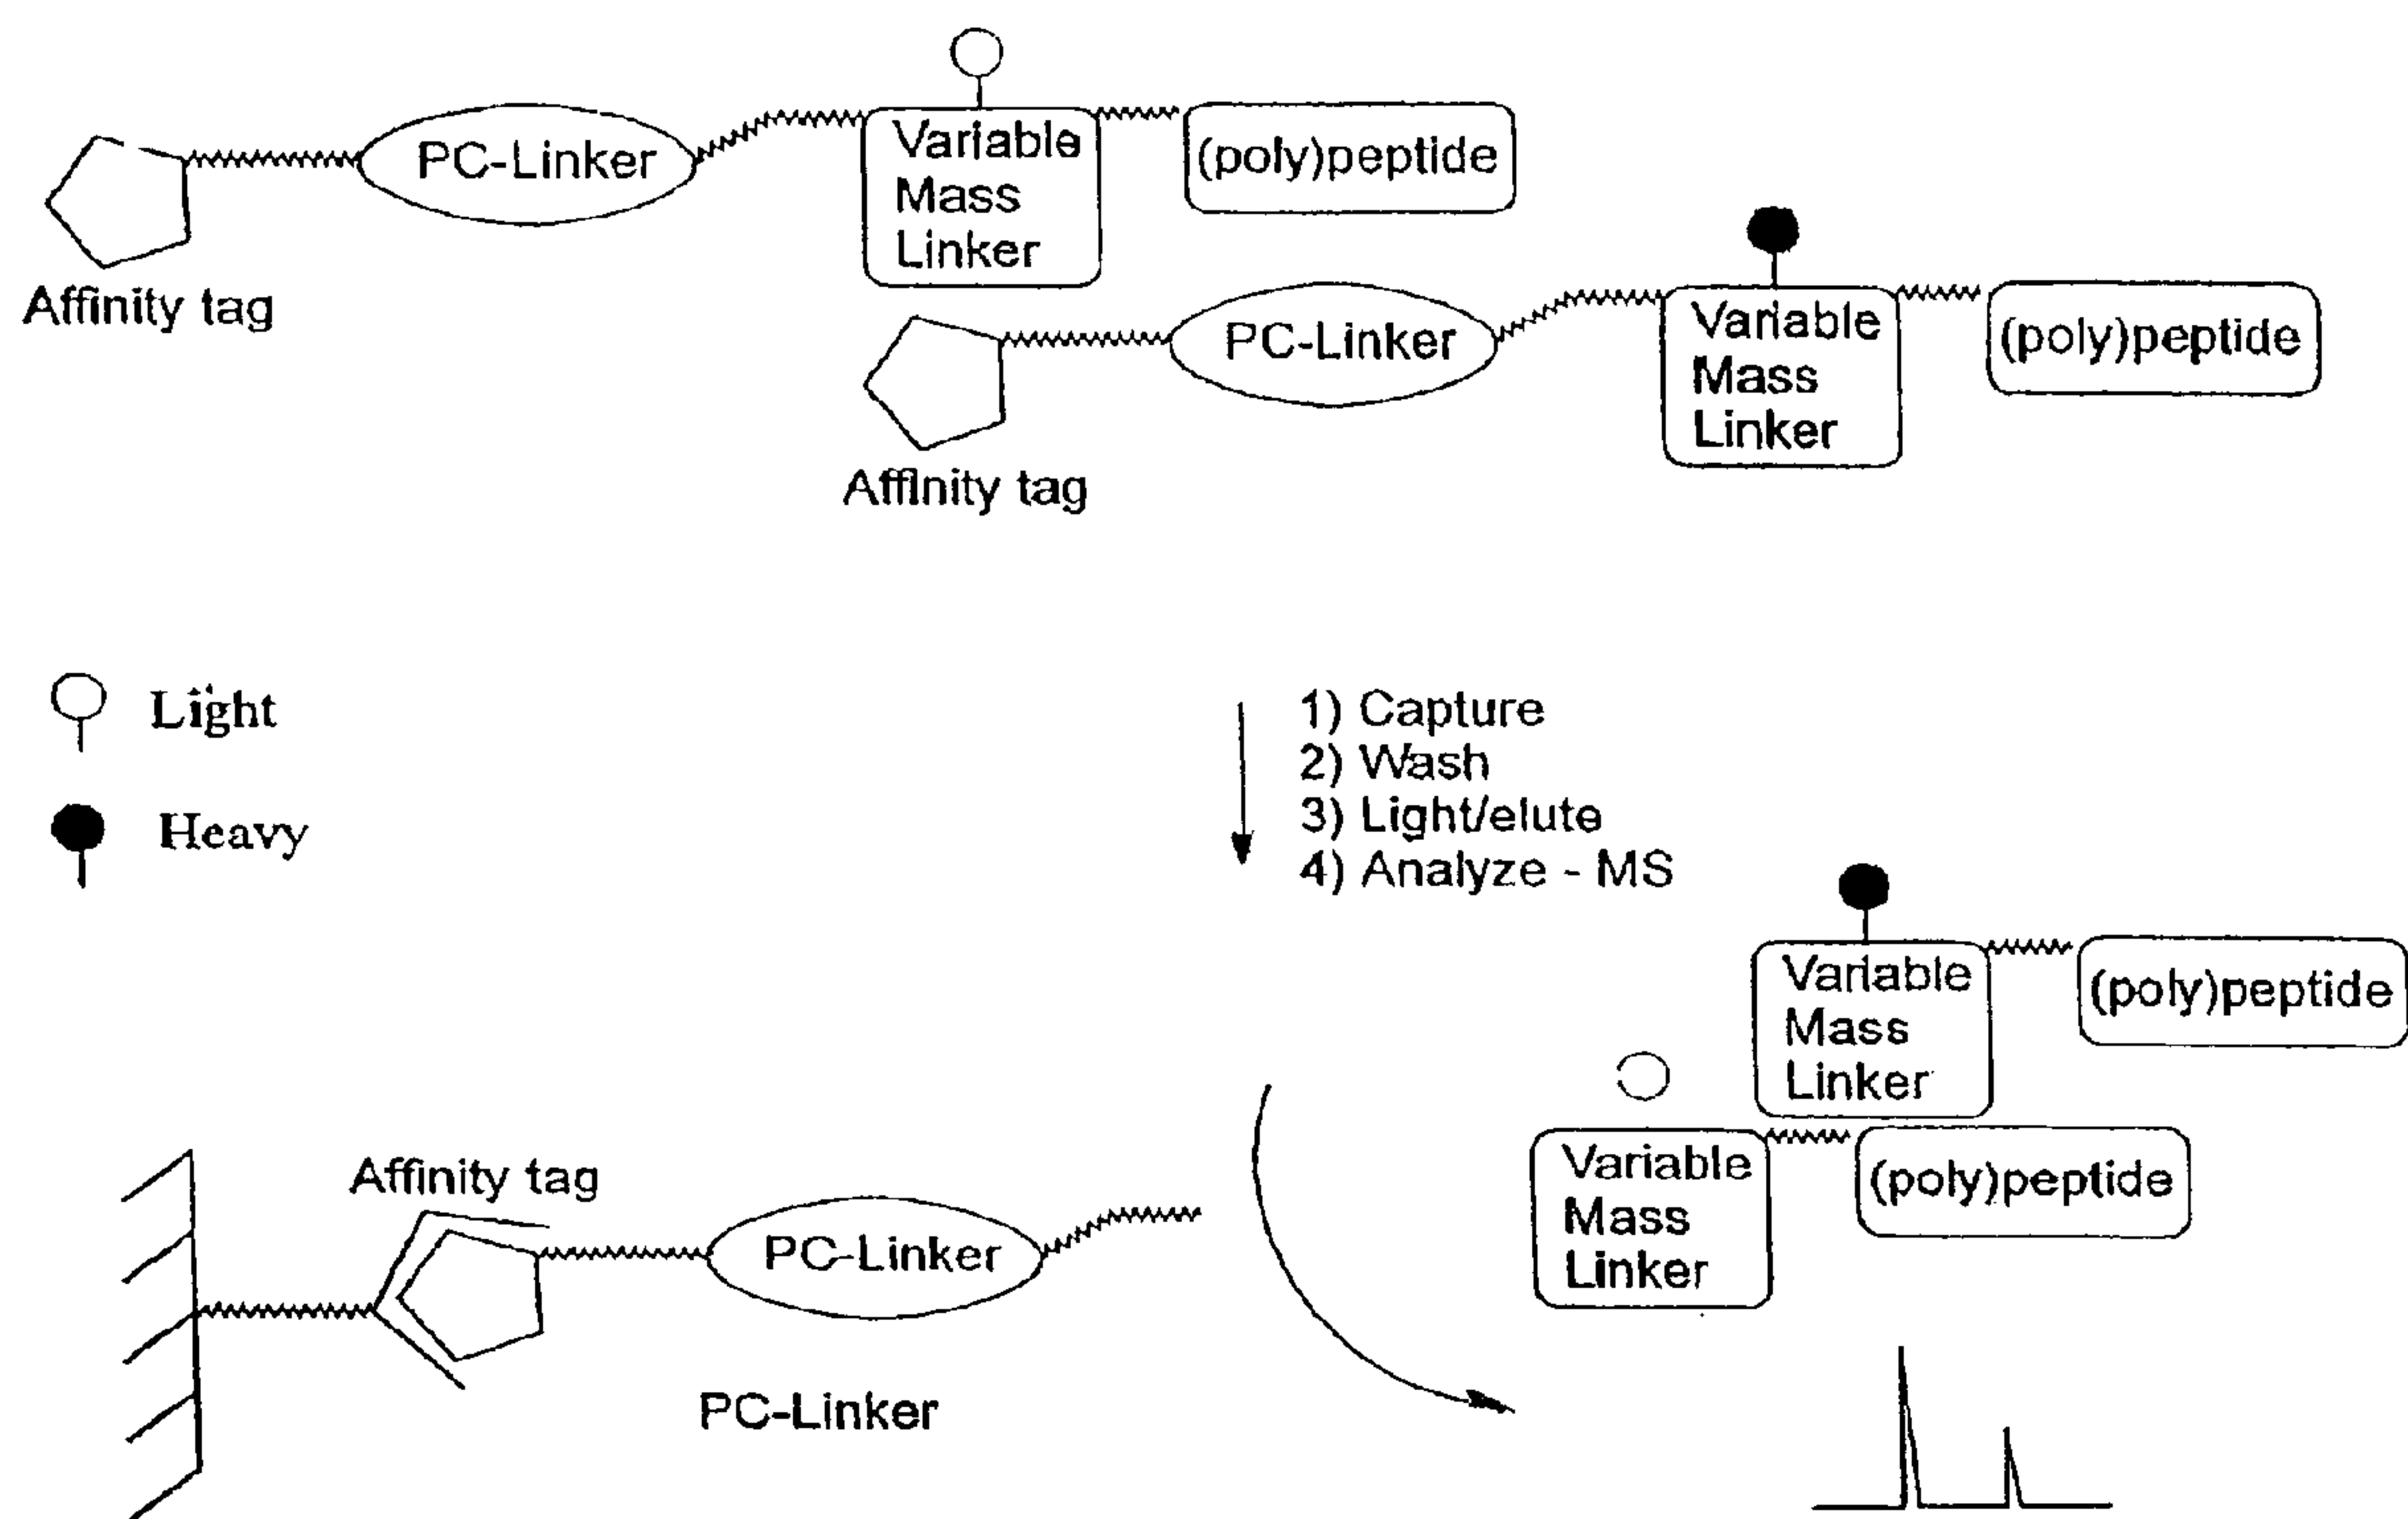 PC-Linker
Variable
Mass
Linker
(poly)peptide
Affinity tag
PC-Linker
Variable
Mass
Linker
(poly)peptide
Affinity tag
Light
Heavy
1) Capture
2) Wash
3) Light/elute
4) Analyze - MS
Variable
Mass
Linker
(poly)peptide
Affinity tag
PC-Linker
Variable
Mass
Linker
(poly)peptide
PC-Linker